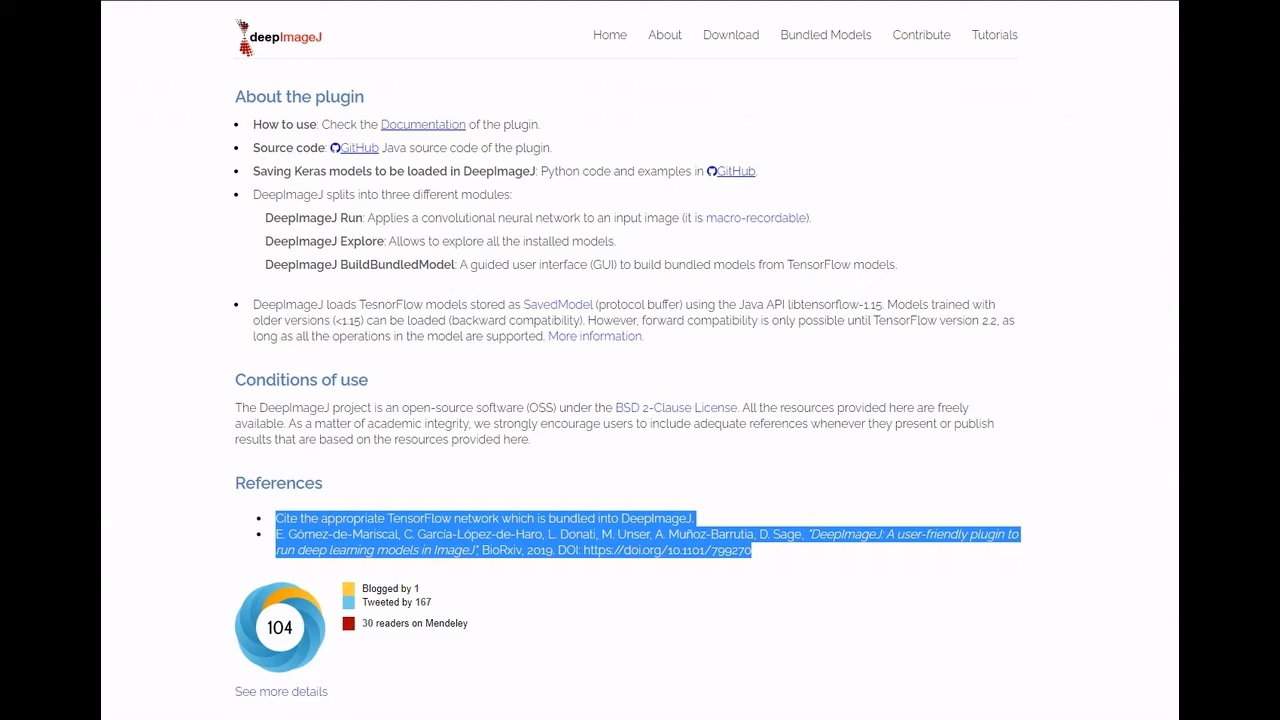 deepImageJ
Home About Download Bundled Models Contribute Tutorials
About the plugin
• How to use: Check the Documentation of the plugin.
• Source code: GitHub Java source code of the plugin.
• Saving Keras models to be loaded in DeepImageJ: Python code and examples in GitHub.
• DeepImageJ splits into three different modules:
DeepImageJ Run: Applies a convolutional neural network to an input image (it is macro-recordable).
DeepImageJ Explore: Allows to explore all the installed models.
DeepImageJ BuildBundledModel: A guided user interface (GUI) to build bundled models from TensorFlow models.
• DeepImageJ loads TesnorFlow models stored as SavedModel (protocol buffer) using the Java API libtensorflow-1.15. Models trained with
older versions (<1.15) can be loaded (backward compatibility). However, forward compatibility is only possible until TensorFlow version 2.2, as
long as all the operations in the model are supported. More information.
Conditions of use
The DeepImageJ project is an open-source software (OSS) under the BSD 2-Clause License. All the resources provided here are freely
available. As a matter of academic integrity, we strongly encourage users to include adequate references whenever they present or publish
results that are based on the resources provided here.
References
• Cite the appropriate TensorFlow network which is bundled into DeepImageJ.
• E. Gómez-de-Mariscal, C. García-López-de-Haro, L. Donati, M. Unser, A. Muñoz-Barrutia, D. Sage, "DeepImageJ: A user-friendly plugin to
run deep learning models in ImageJ", BioRxiv, 2019. DOI: https://doi.org/10.1101/799270
104
Blogged by 1
Tweeted by 167
30 readers on Mendeley
See more details